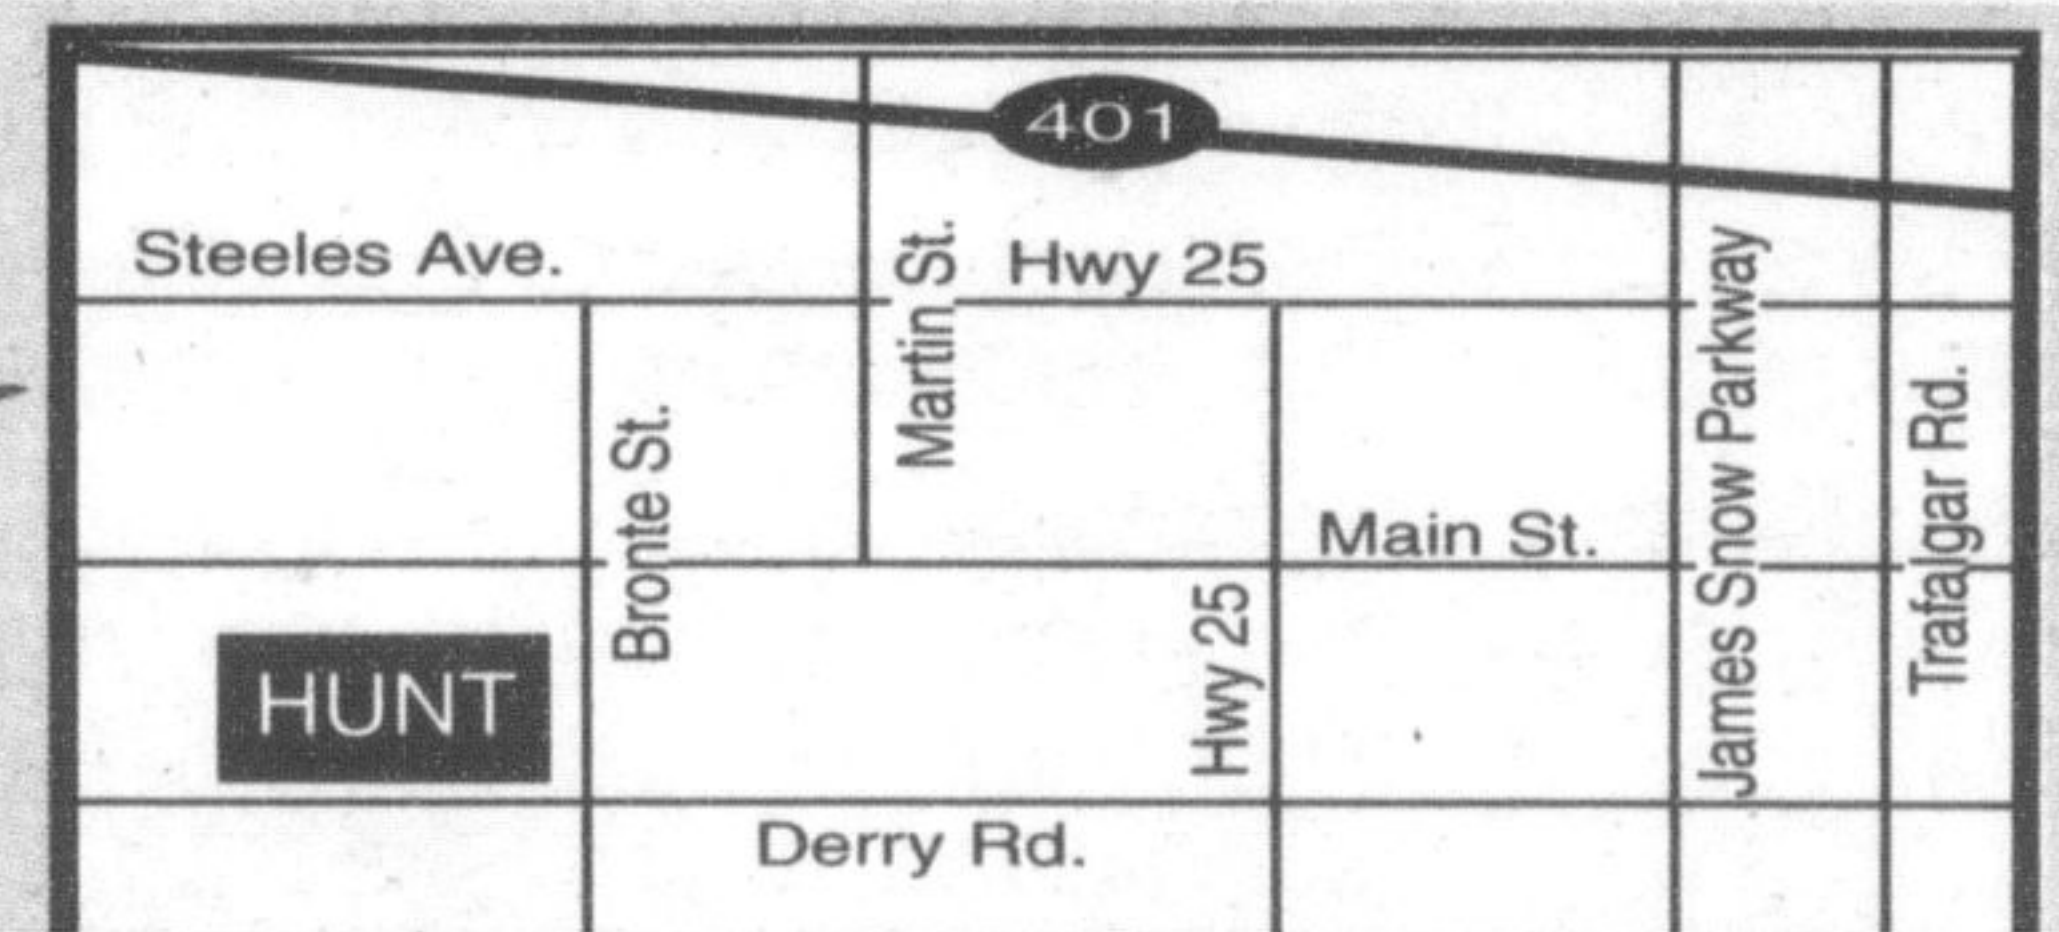 401
Steeles Ave.
Martin St.
Hwy 25
James Snow Parkway
Trafalgar Rd.
Bronte St.
Main St.
Hwy 25
HUNT
Derry Rd.